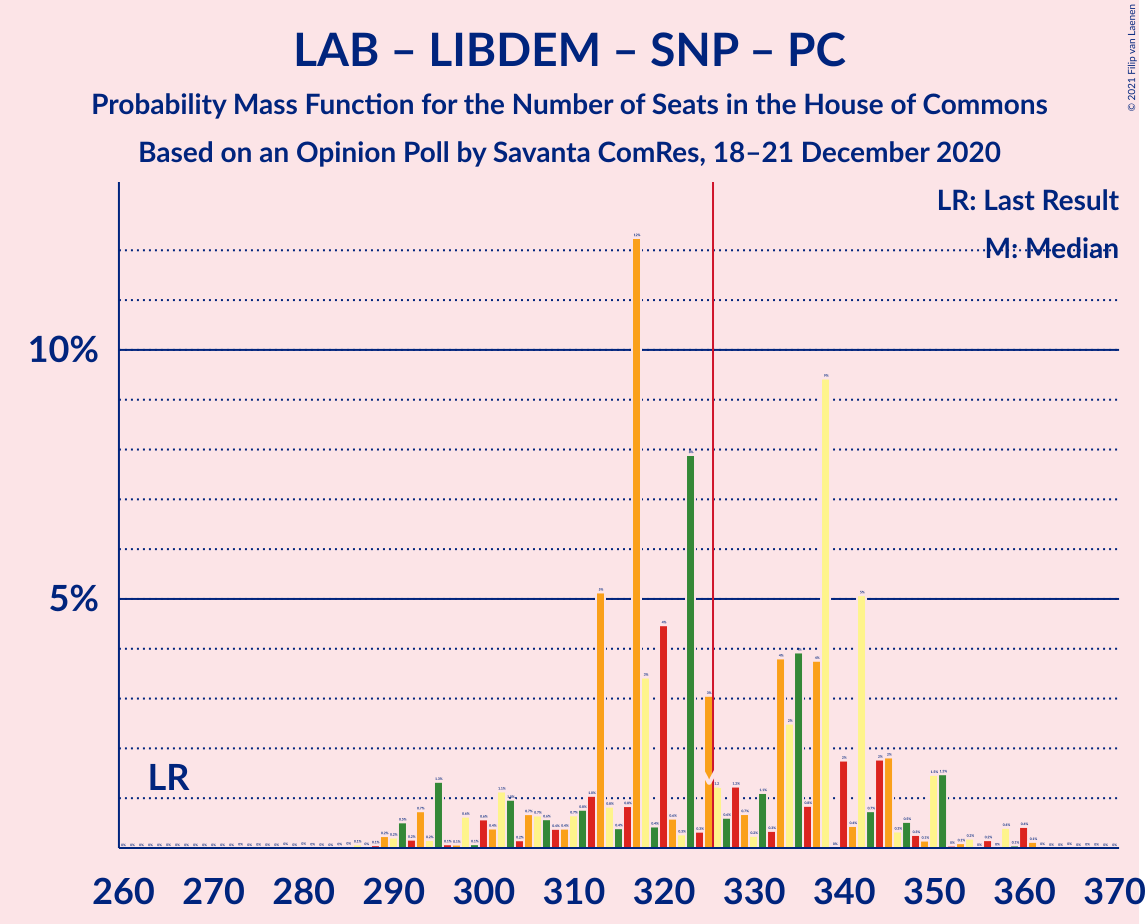 LAB – LIBDEM – SNP – PC
Probability Mass Function for the Number of Seats in the House of Commons
Based on an Opinion Poll by Savanta ComRes, 18–21 December 2020
© 2021 Filip van Laenen
LR: Last Result
M: Median
10%
5%
LR
260 270 280 290 300 310 320 330 340 350 360 370